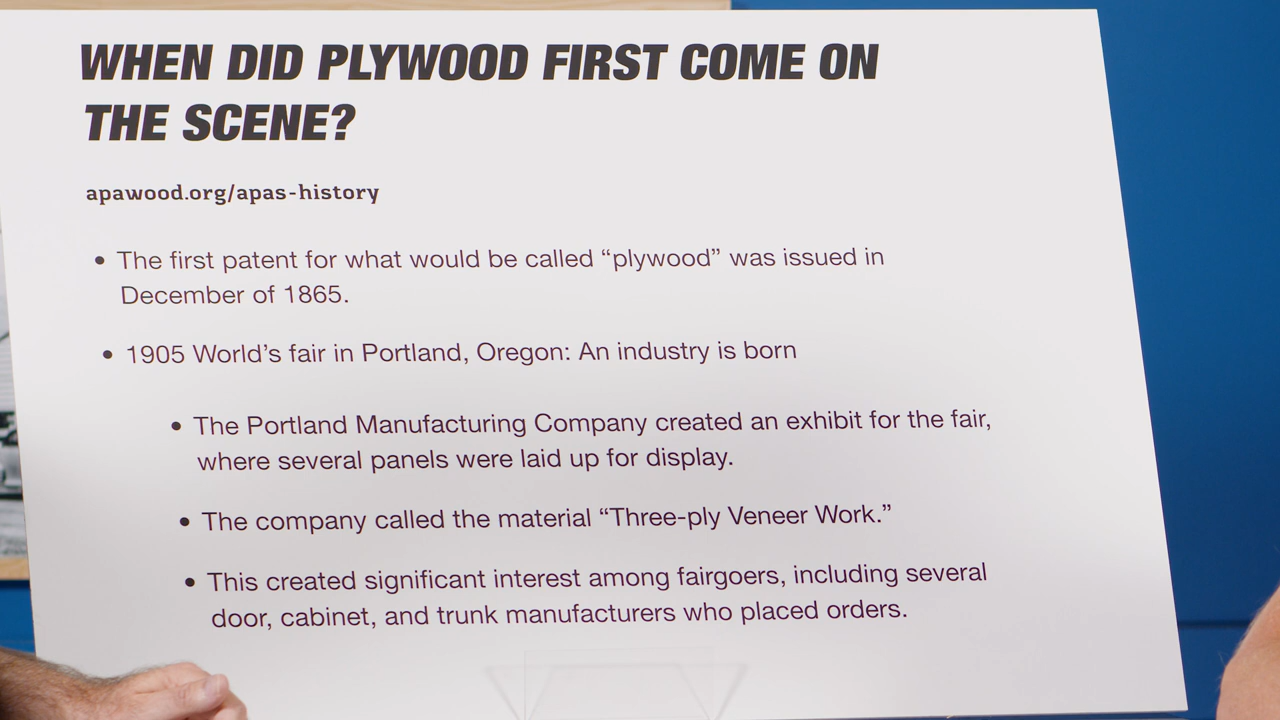 WHEN DID PLYWOOD FIRST COME ON
THE SCENE?
apawood.org/apas-history
• The first patent for what would be called “plywood” was issued in
December of 1865.
• 1905 World’s fair in Portland, Oregon: An industry is born
• The Portland Manufacturing Company created an exhibit for the fair,
where several panels were laid up for display.
• The company called the material “Three-ply Veneer Work.”
• This created significant interest among fairgoers, including several
door, cabinet, and trunk manufacturers who placed orders.